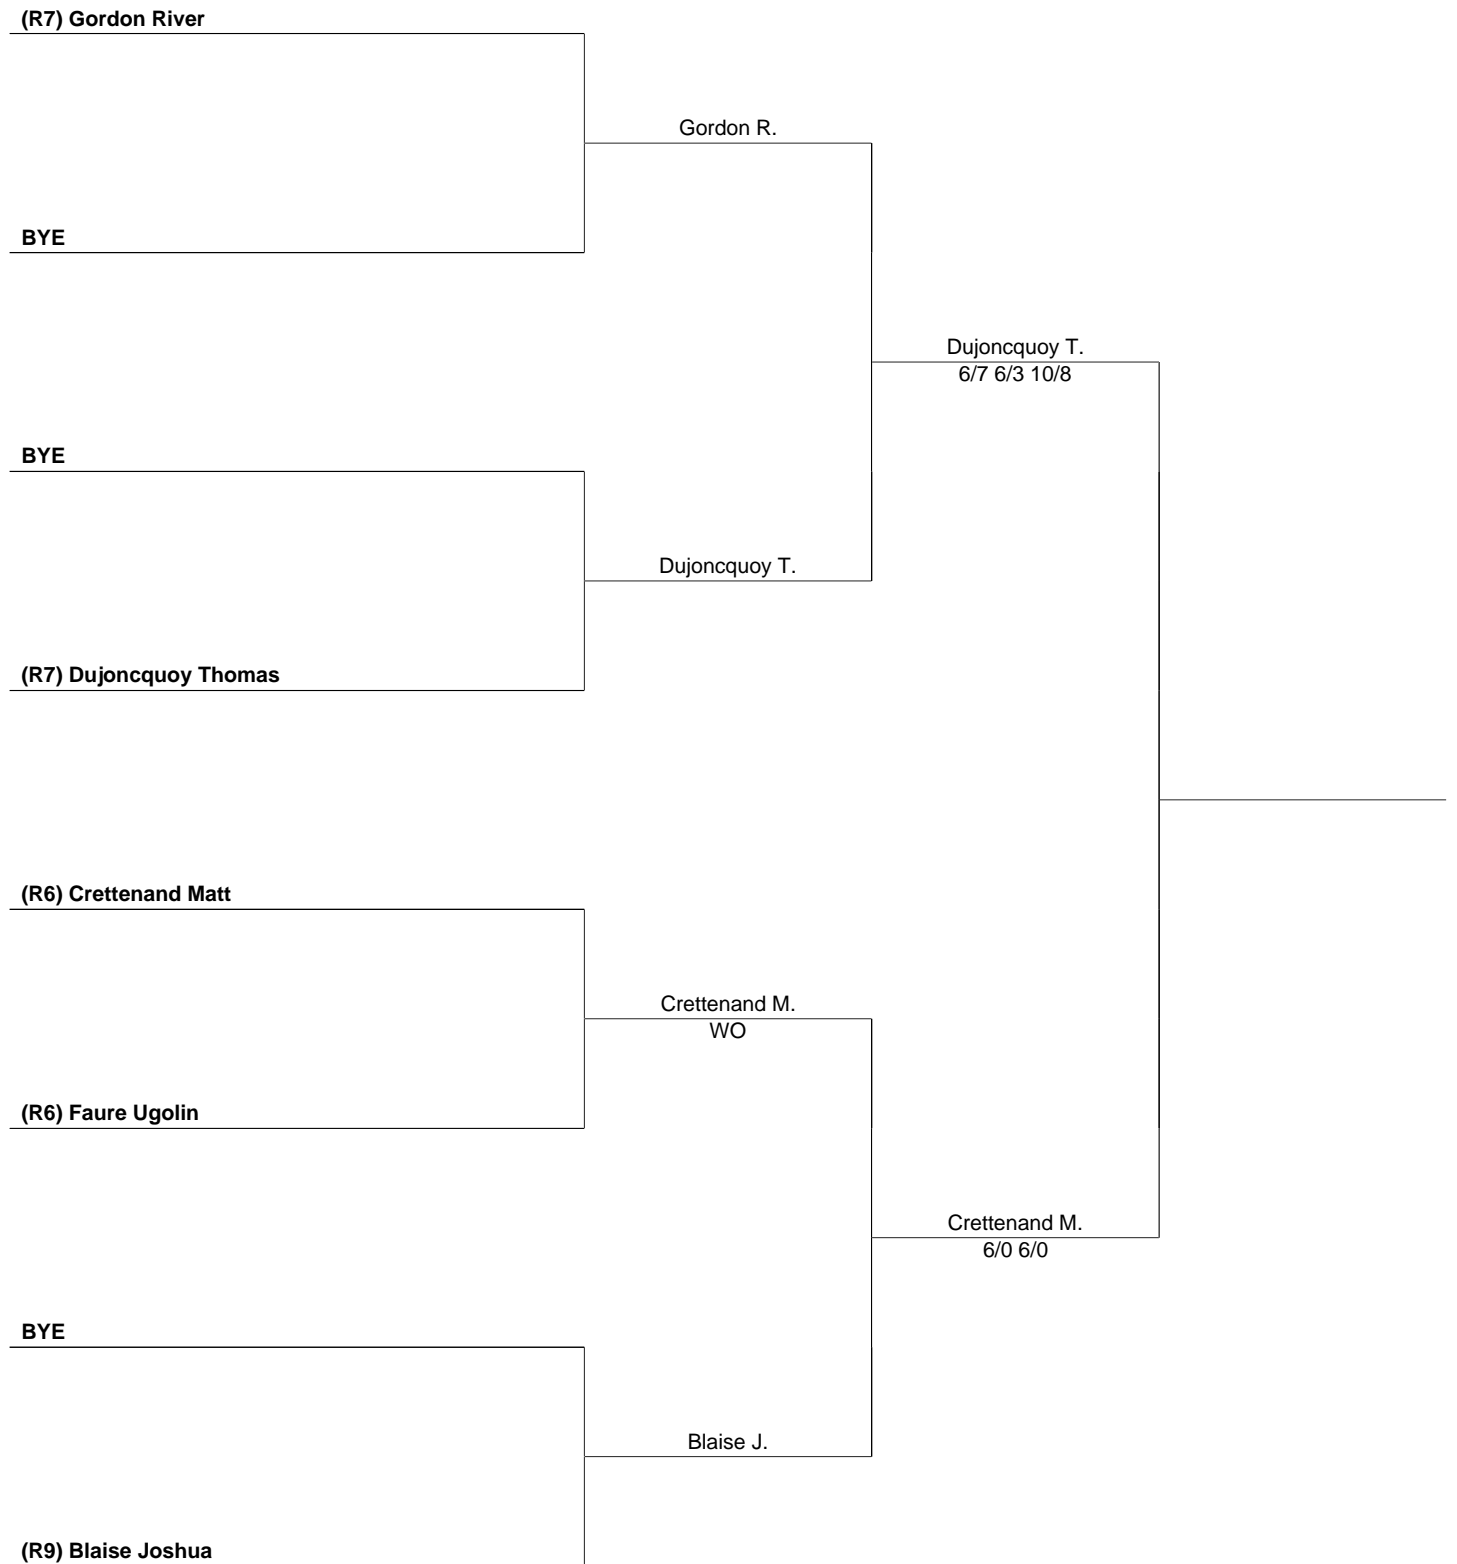 (R7) Gordon River
Gordon R.
BYE
Dujoncquoy T.
6/7 6/3 10/8
BYE
Dujoncquoy T.
(R7) Dujoncquoy Thomas
(R6) Crettenand Matt
Crettenand M.
WO
(R6) Faure Ugolin
Crettenand M.
6/0 6/0
BYE
Blaise J.
(R9) Blaise Joshua